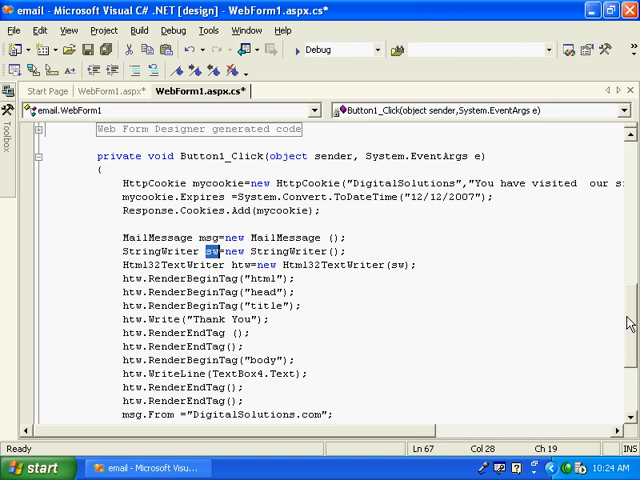 email - Microsoft Visual C# .NET [design] - WebForm1.aspx.cs*
File Edit View Project Build Debug Tools Window Help
Debug
Start Page WebForm1.aspx* WebForm1.aspx.cs*
email.WebForm1 Button1_Click(object sender,System.EventArgs e)
Toolbox
Web Form Designer generated code
private void Button1_Click(object sender, System.EventArgs e)
{
HttpCookie mycookie=new HttpCookie("DigitalSolutions","You have visited our si
mycookie.Expires =System.Convert.ToDateTime("12/12/2007");
Response.Cookies.Add(mycookie);
MailMessage msg=new MailMessage ();
StringWriter sw=new StringWriter();
Html32TextWriter htw=new Html32TextWriter(sw);
htw.RenderBeginTag("html");
htw.RenderBeginTag("head");
htw.RenderBeginTag("title");
htw.Write("Thank You");
htw.RenderEndTag ();
htw.RenderEndTag();
htw.RenderBeginTag("body");
htw.WriteLine(TextBox4.Text);
htw.RenderEndTag();
htw.RenderEndTag();
msg.From ="DigitalSolutions.com";
Ready Ln 67 Col 28 Ch 19 INS
start email - Microsoft Visu... 10:24 AM